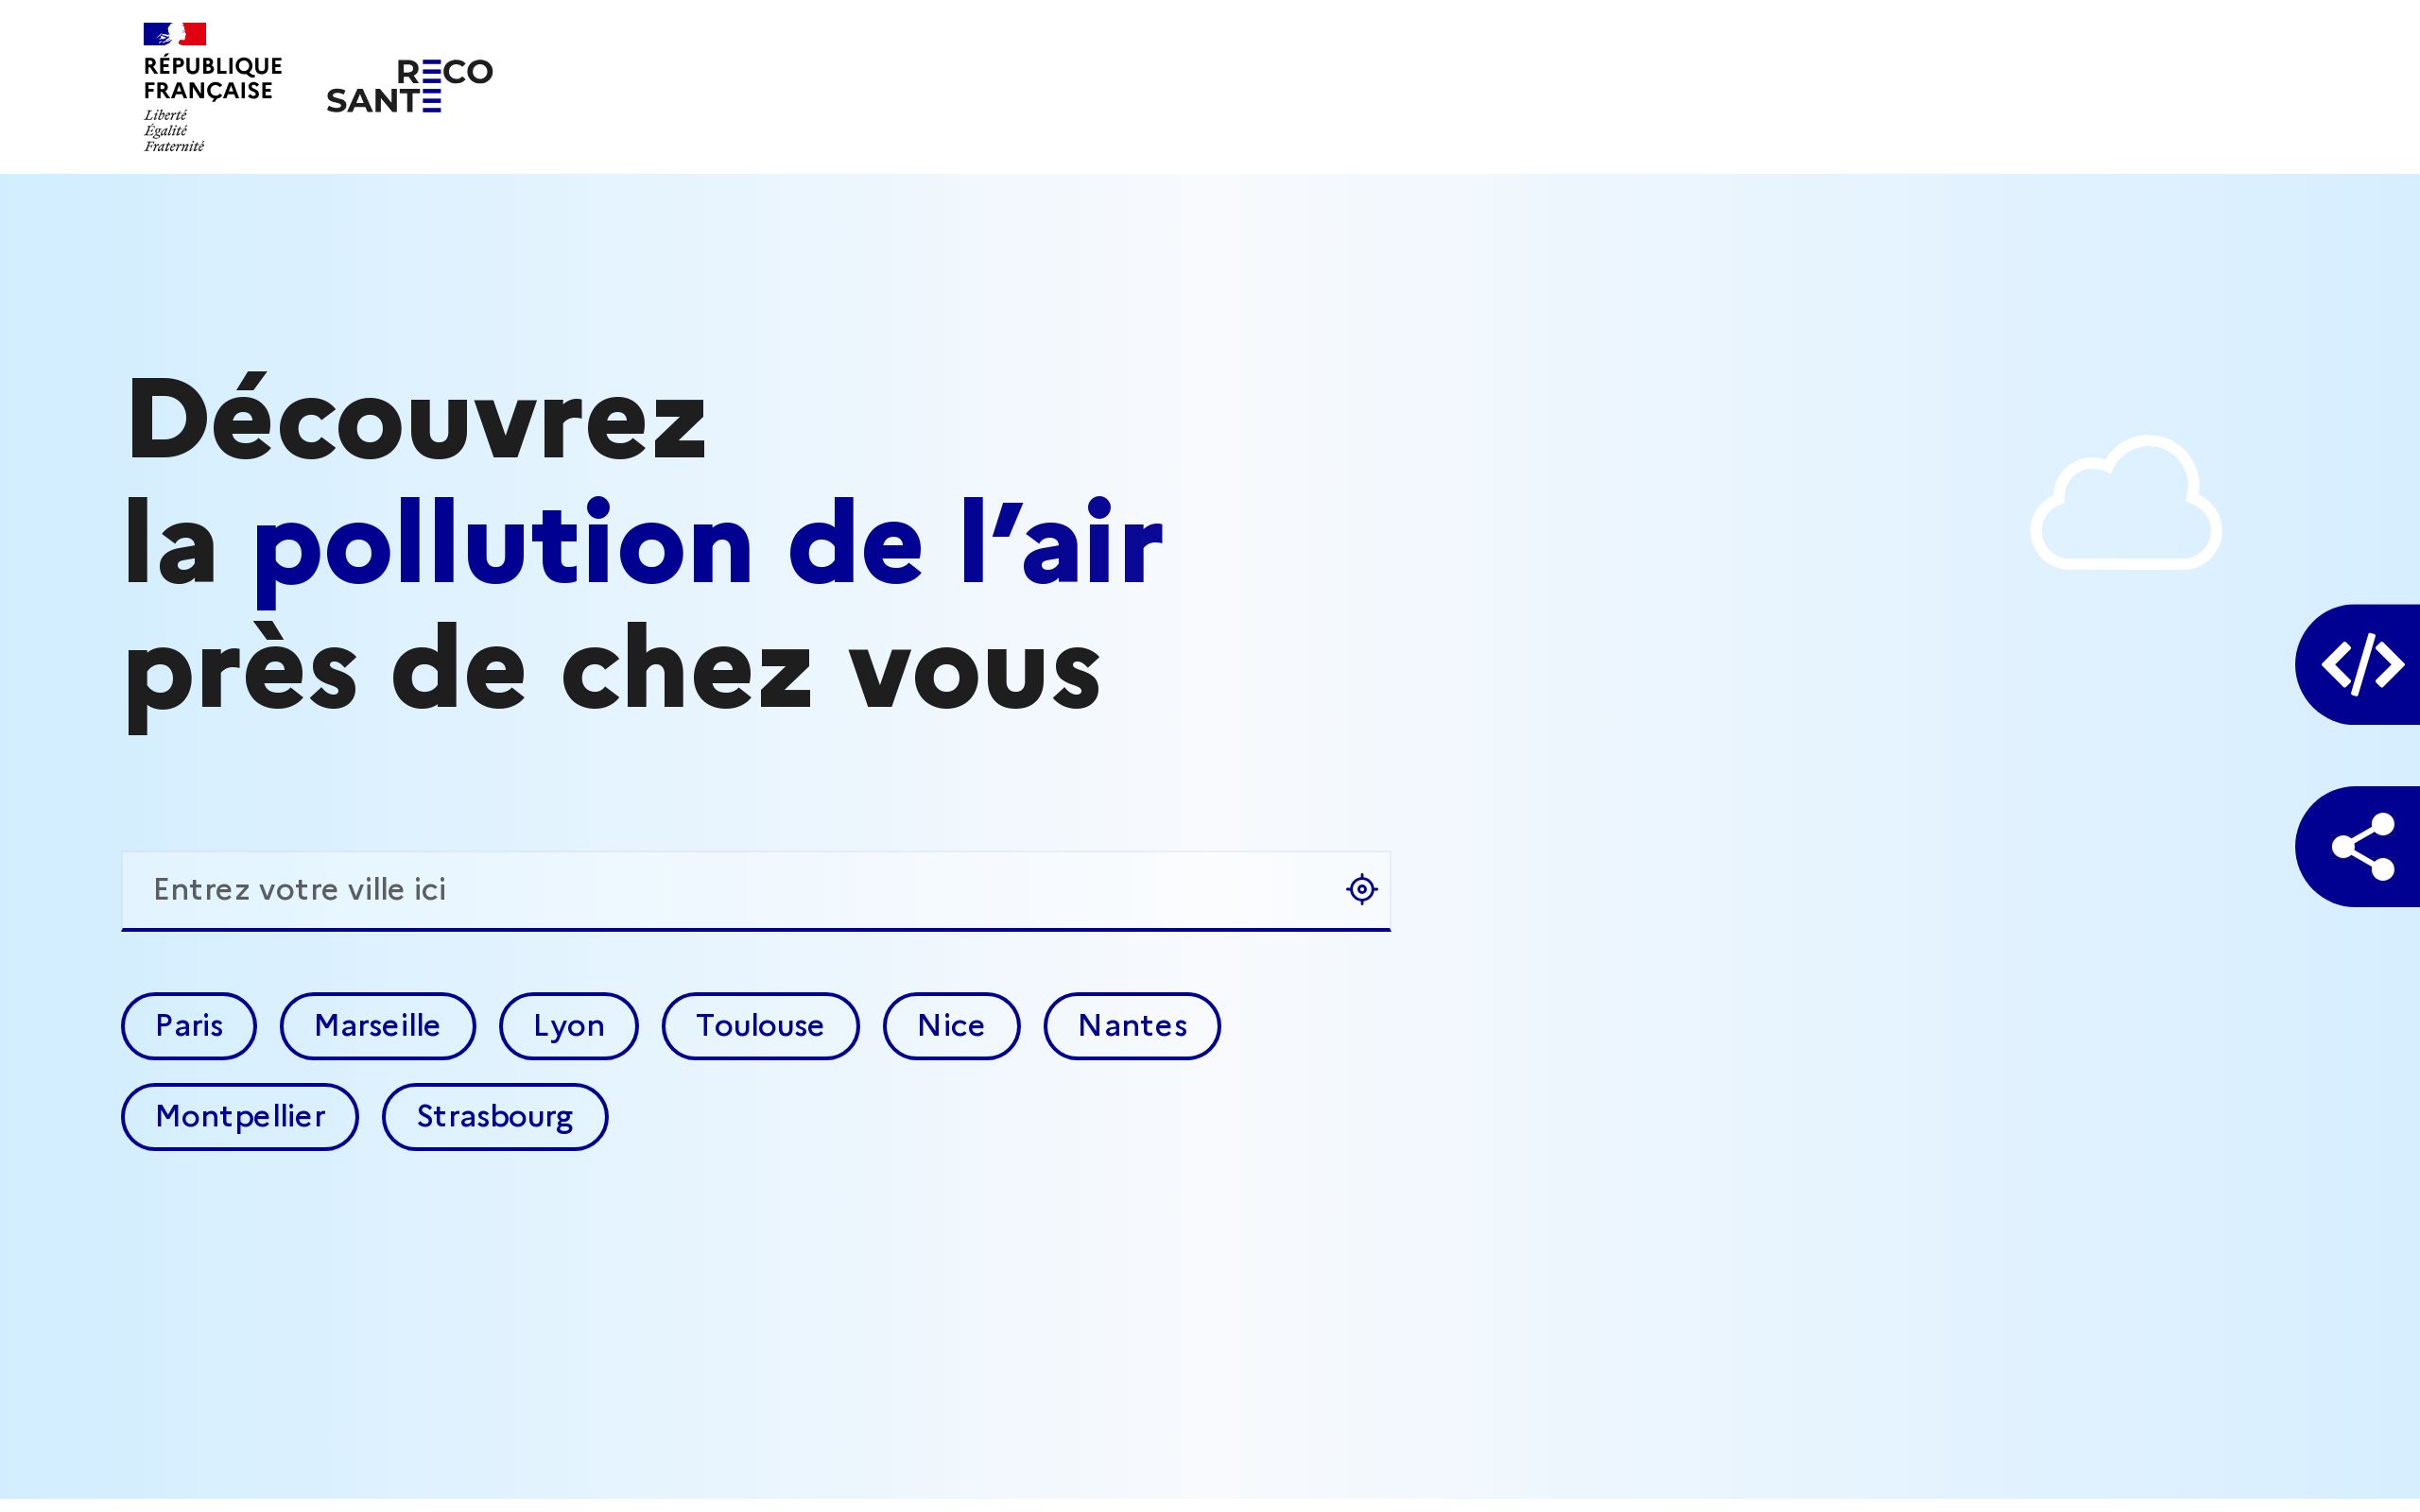 RÉPUBLIQUE
FRANÇAISE
Liberté
Égalité
Fraternité
RECO
SANTE
Découvrez
la pollution de l’air
près de chez vous
Entrez votre ville ici
Paris
Marseille
Lyon
Toulouse
Nice
Nantes
Montpellier
Strasbourg